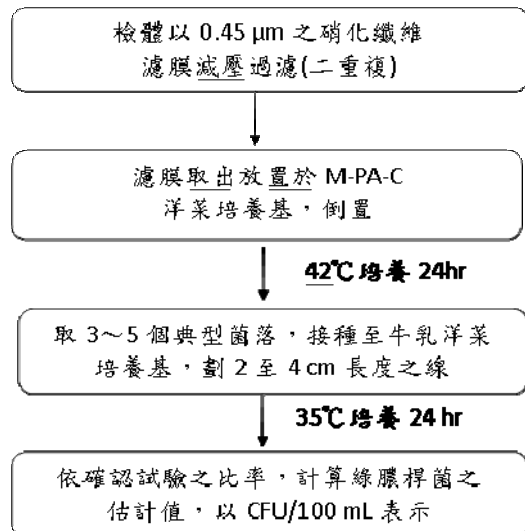 檢體以 0.45 μm 之硝化纖維
濾膜減壓過濾(二重複)
濾膜取出放置於 M-PA-C
洋菜培養基，倒置
42℃ 培養 24hr
取 3～5 個典型菌落，接種至牛乳洋菜
培養基，劃 2 至 4 cm 長度之線
35℃ 培養 24 hr
依確認試驗之比率，計算綠膿桿菌之
估計值，以 CFU/100 mL 表示